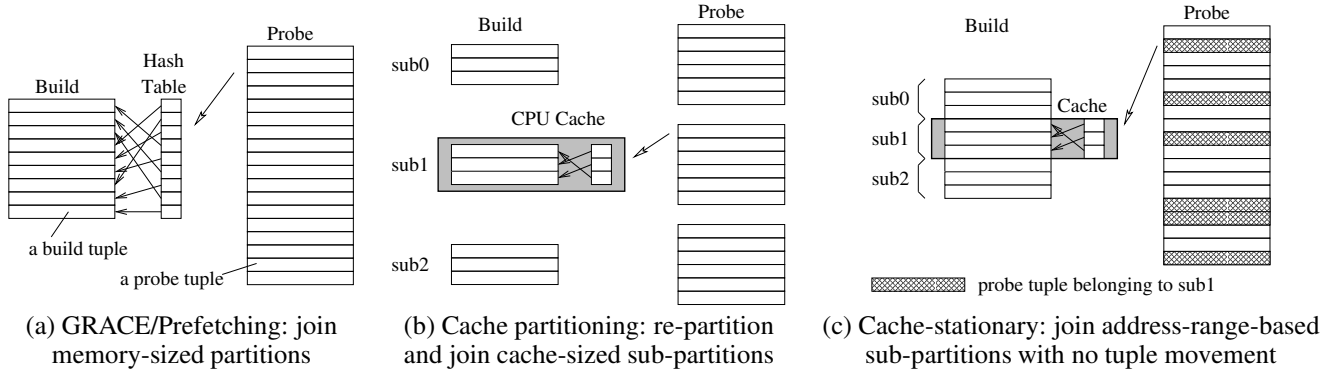 Probe
Hash
Table
Build
a build tuple
a probe tuple
(a) GRACE/Prefetching: join
memory-sized partitions
Build
Probe
sub0
CPU Cache
sub1
sub2
(b) Cache partitioning: re-partition
and join cache-sized sub-partitions
Build
Probe
sub0
Cache
sub1
sub2
probe tuple belonging to sub1
(c) Cache-stationary: join address-range-based
sub-partitions with no tuple movement